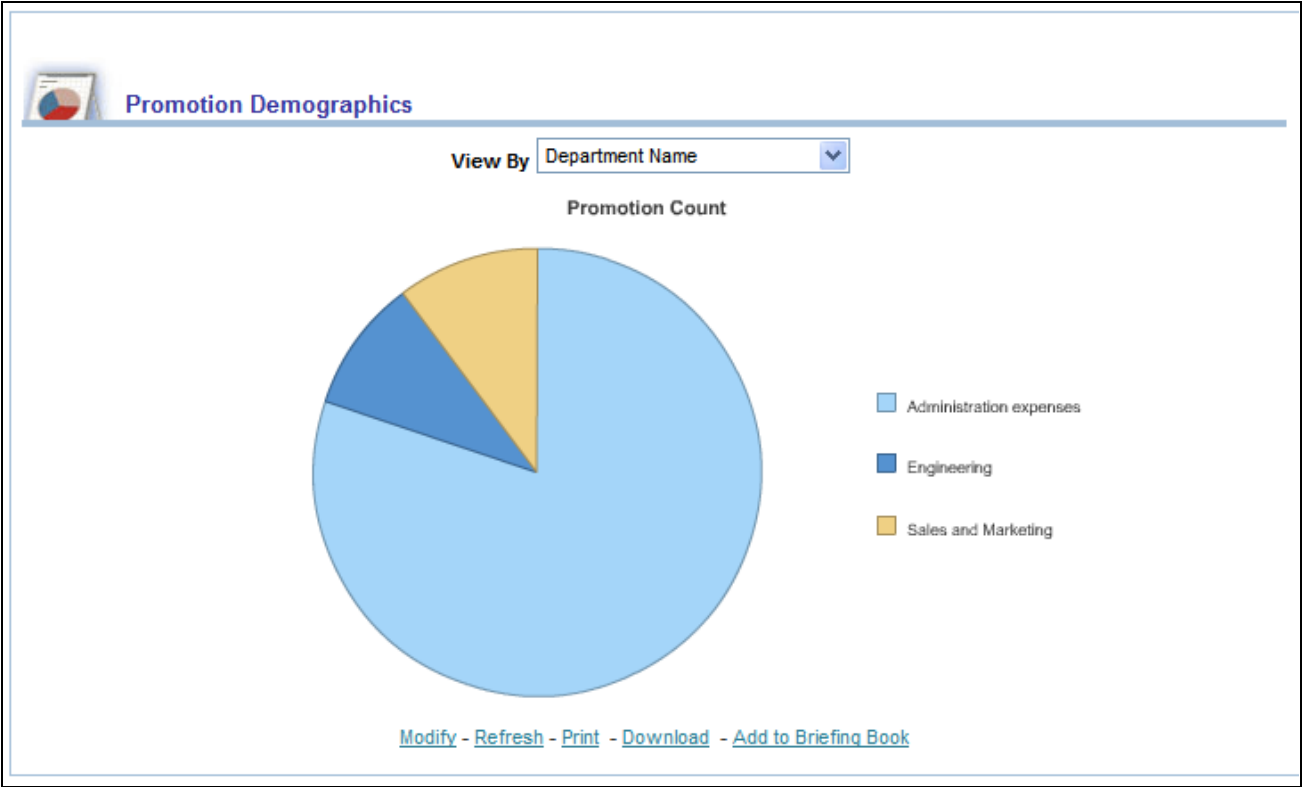 Promotion Demographics
View By Department Name
Promotion Count
Administration expenses
Engineering
Sales and Marketing
Modify - Refresh - Print - Download - Add to Briefing Book